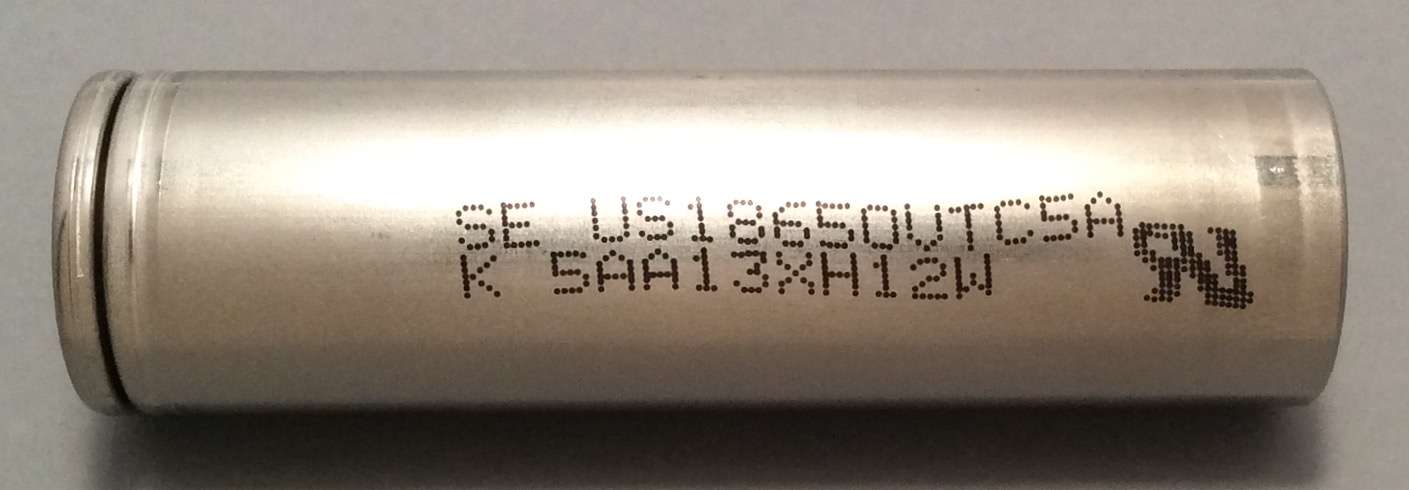 SE US18650VTC5A
K 5AA13XH12W